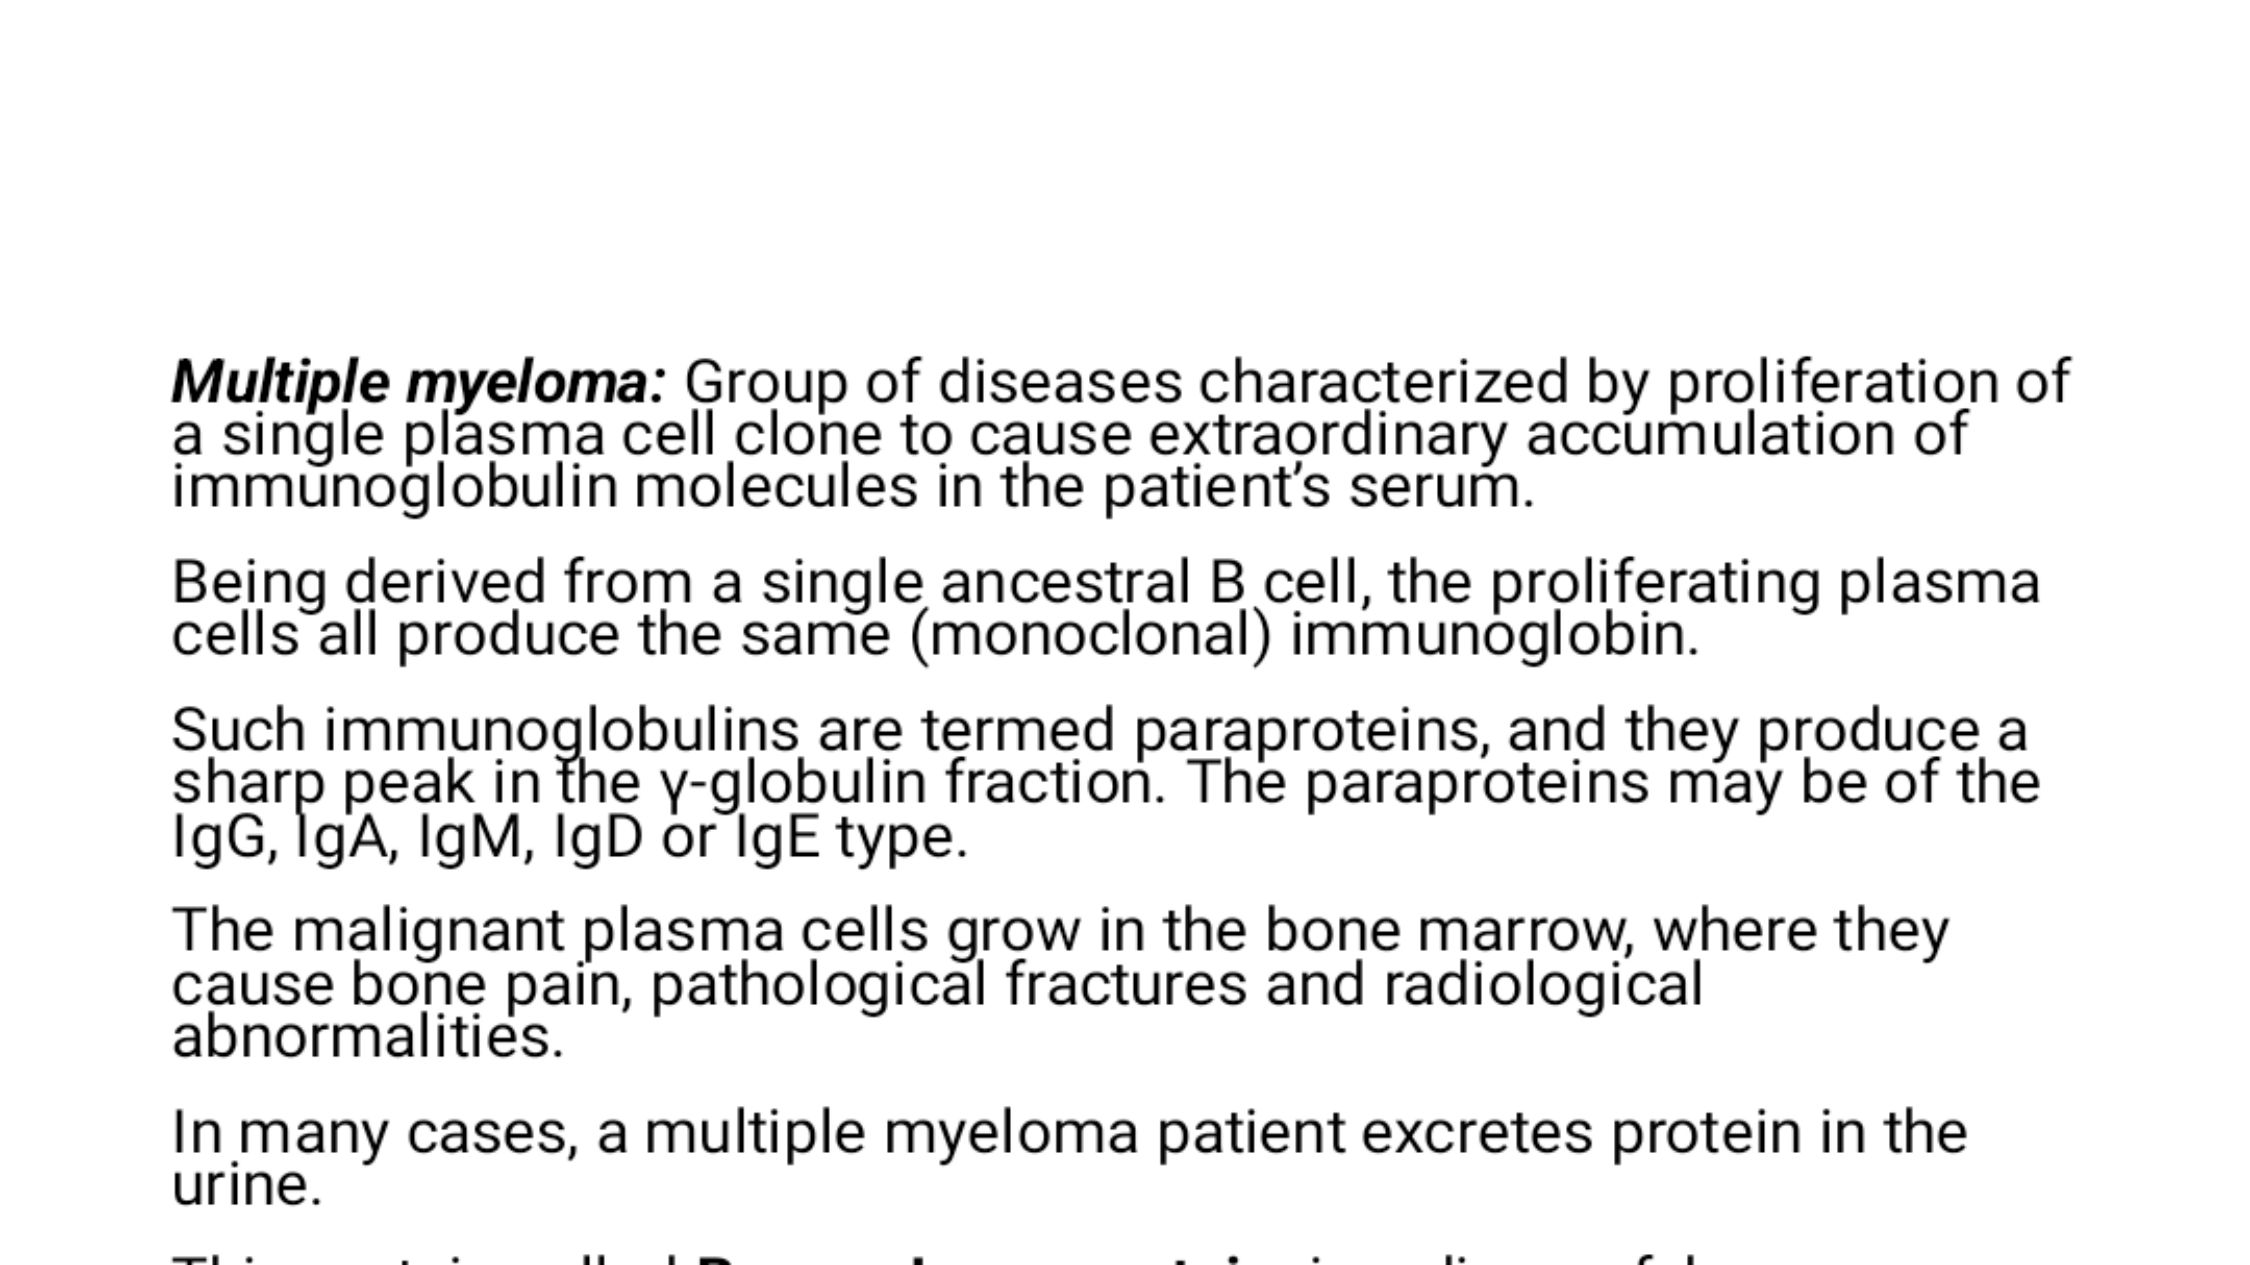 Multiple myeloma: Group of diseases characterized by proliferation of
a single plasma cell clone to cause extraordinary accumulation of
immunoglobulin molecules in the patient’s serum.
Being derived from a single ancestral B cell, the proliferating plasma
cells all produce the same (monoclonal) immunoglobin.
Such immunoglobulins are termed paraproteins, and they produce a
sharp peak in the γ-globulin fraction. The paraproteins may be of the
IgG, IgA, IgM, IgD or IgE type.
The malignant plasma cells grow in the bone marrow, where they
cause bone pain, pathological fractures and radiological
abnormalities.
In many cases, a multiple myeloma patient excretes protein in the
urine.